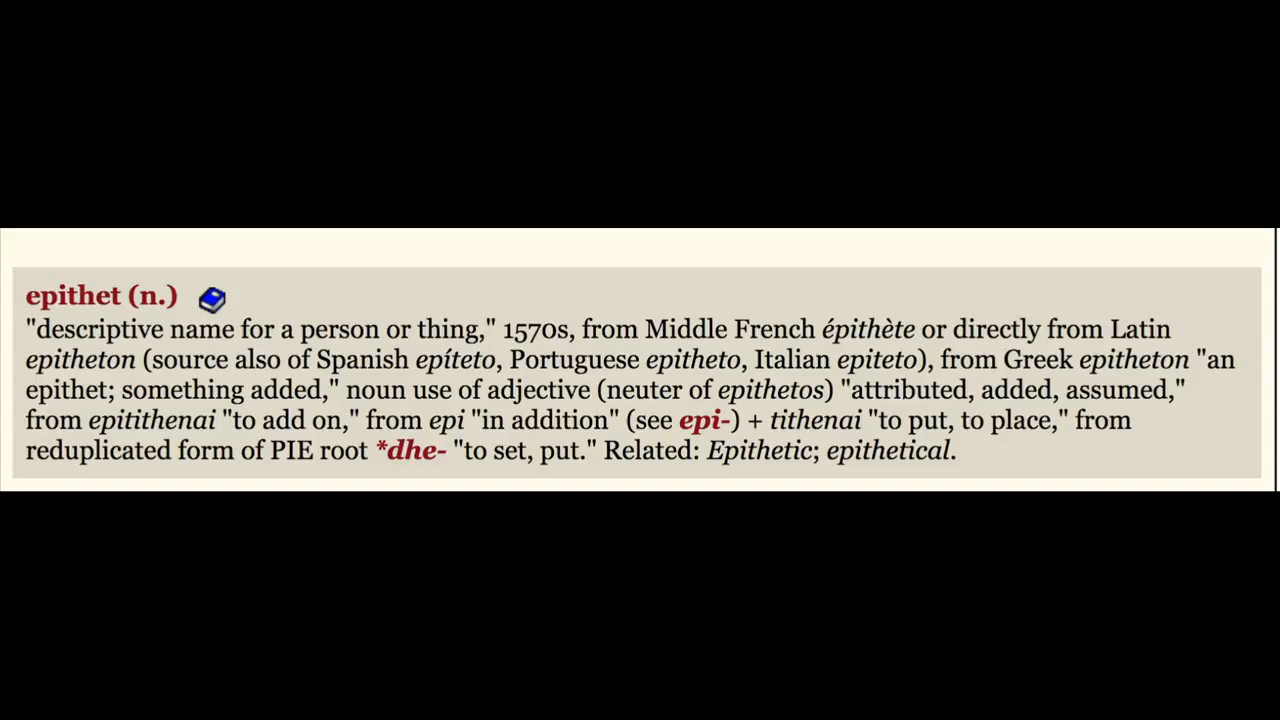 epithet (n.)
"descriptive name for a person or thing," 1570s, from Middle French épithète or directly from Latin
epitheton (source also of Spanish epíteto, Portuguese epitheto, Italian epiteto), from Greek epitheton "an
epithet; something added," noun use of adjective (neuter of epithetos) "attributed, added, assumed,"
from epitithenai "to add on," from epi "in addition" (see epi-) + tithenai "to put, to place," from
reduplicated form of PIE root *dhe- "to set, put." Related: Epithetic; epithetical.